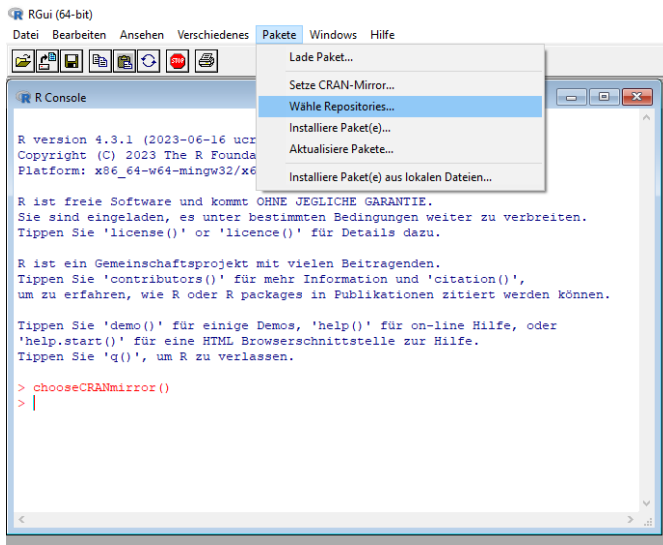 RGui (64-bit)
Datei Bearbeiten Ansehen Verschiedenes Pakete Windows Hilfe
STOP
Lade Paket...
Setze CRAN-Mirror...
Wähle Repositories...
Installiere Paket(e)...
Aktualisiere Pakete...
Installiere Paket(e) aus lokalen Dateien...
R Console
R version 4.3.1 (2023-06-16 ucr
Copyright (C) 2023 The R Founda
Platform: x86_64-w64-mingw32/x6
R ist freie Software und kommt OHNE JEGLICHE GARANTIE.
Sie sind eingeladen, es unter bestimmten Bedingungen weiter zu verbreiten.
Tippen Sie 'license()' or 'licence()' für Details dazu.
R ist ein Gemeinschaftsprojekt mit vielen Beitragenden.
Tippen Sie 'contributors()' für mehr Information und 'citation()',
um zu erfahren, wie R oder R packages in Publikationen zitiert werden können.
Tippen Sie 'demo()' für einige Demos, 'help()' für on-line Hilfe, oder
'help.start()' für eine HTML Browserschnittstelle zur Hilfe.
Tippen Sie 'q()', um R zu verlassen.
> chooseCRANmirror()
>